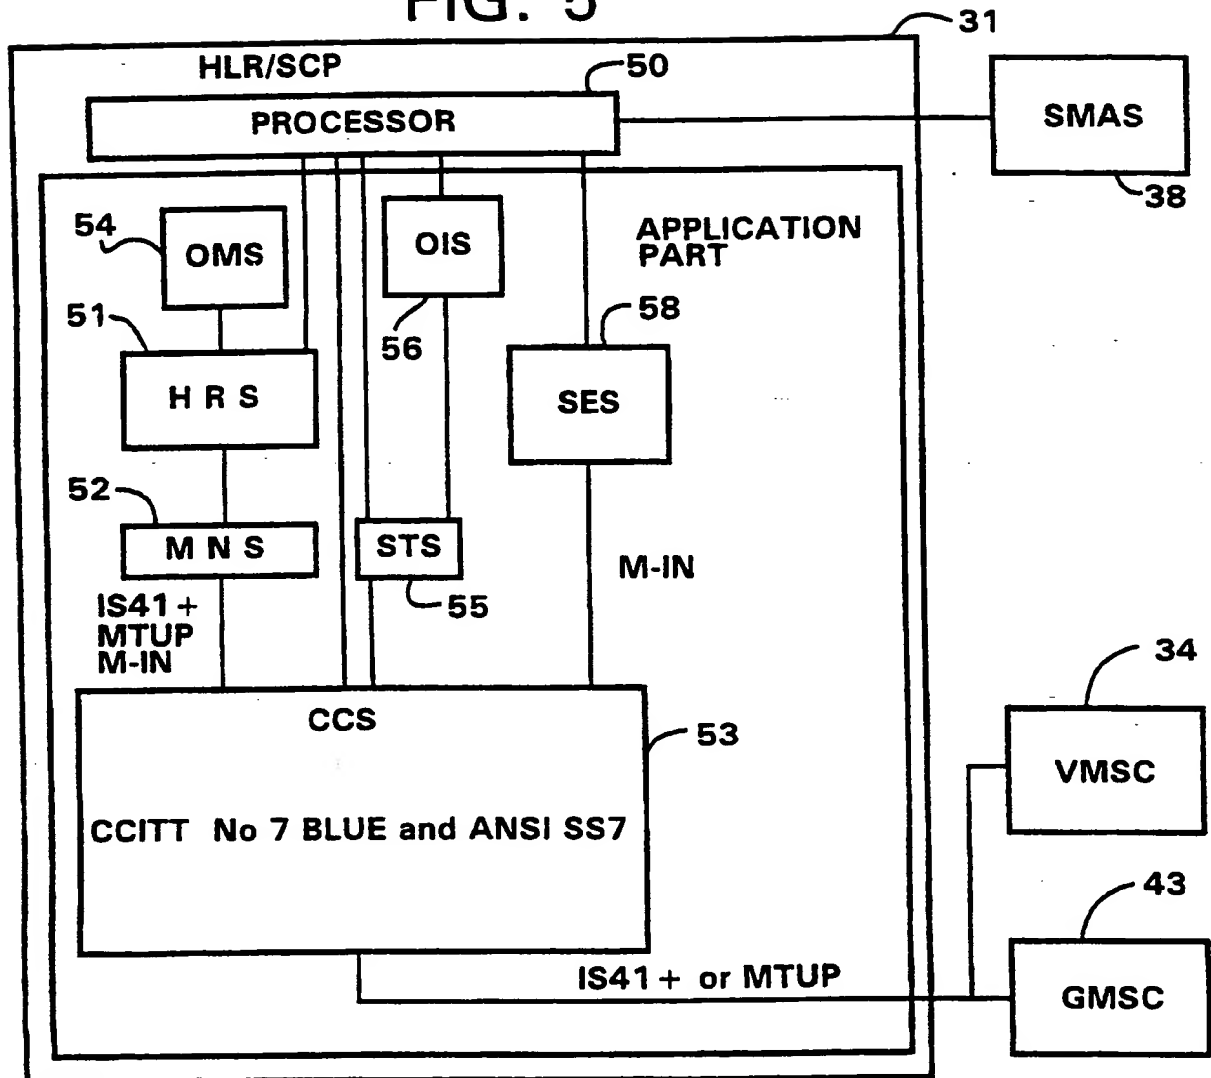 FIG. 5
31
HLR/SCP
50
PROCESSOR
SMAS
38
54
OMS
OIS
APPLICATION
PART
51
56
58
H R S
SES
52
M N S
STS
M-IN
55
IS41+
MTUP
M-IN
34
CCS
53
VMSC
CCITT No 7 BLUE and ANSI SS7
43
IS41+ or MTUP
GMSC